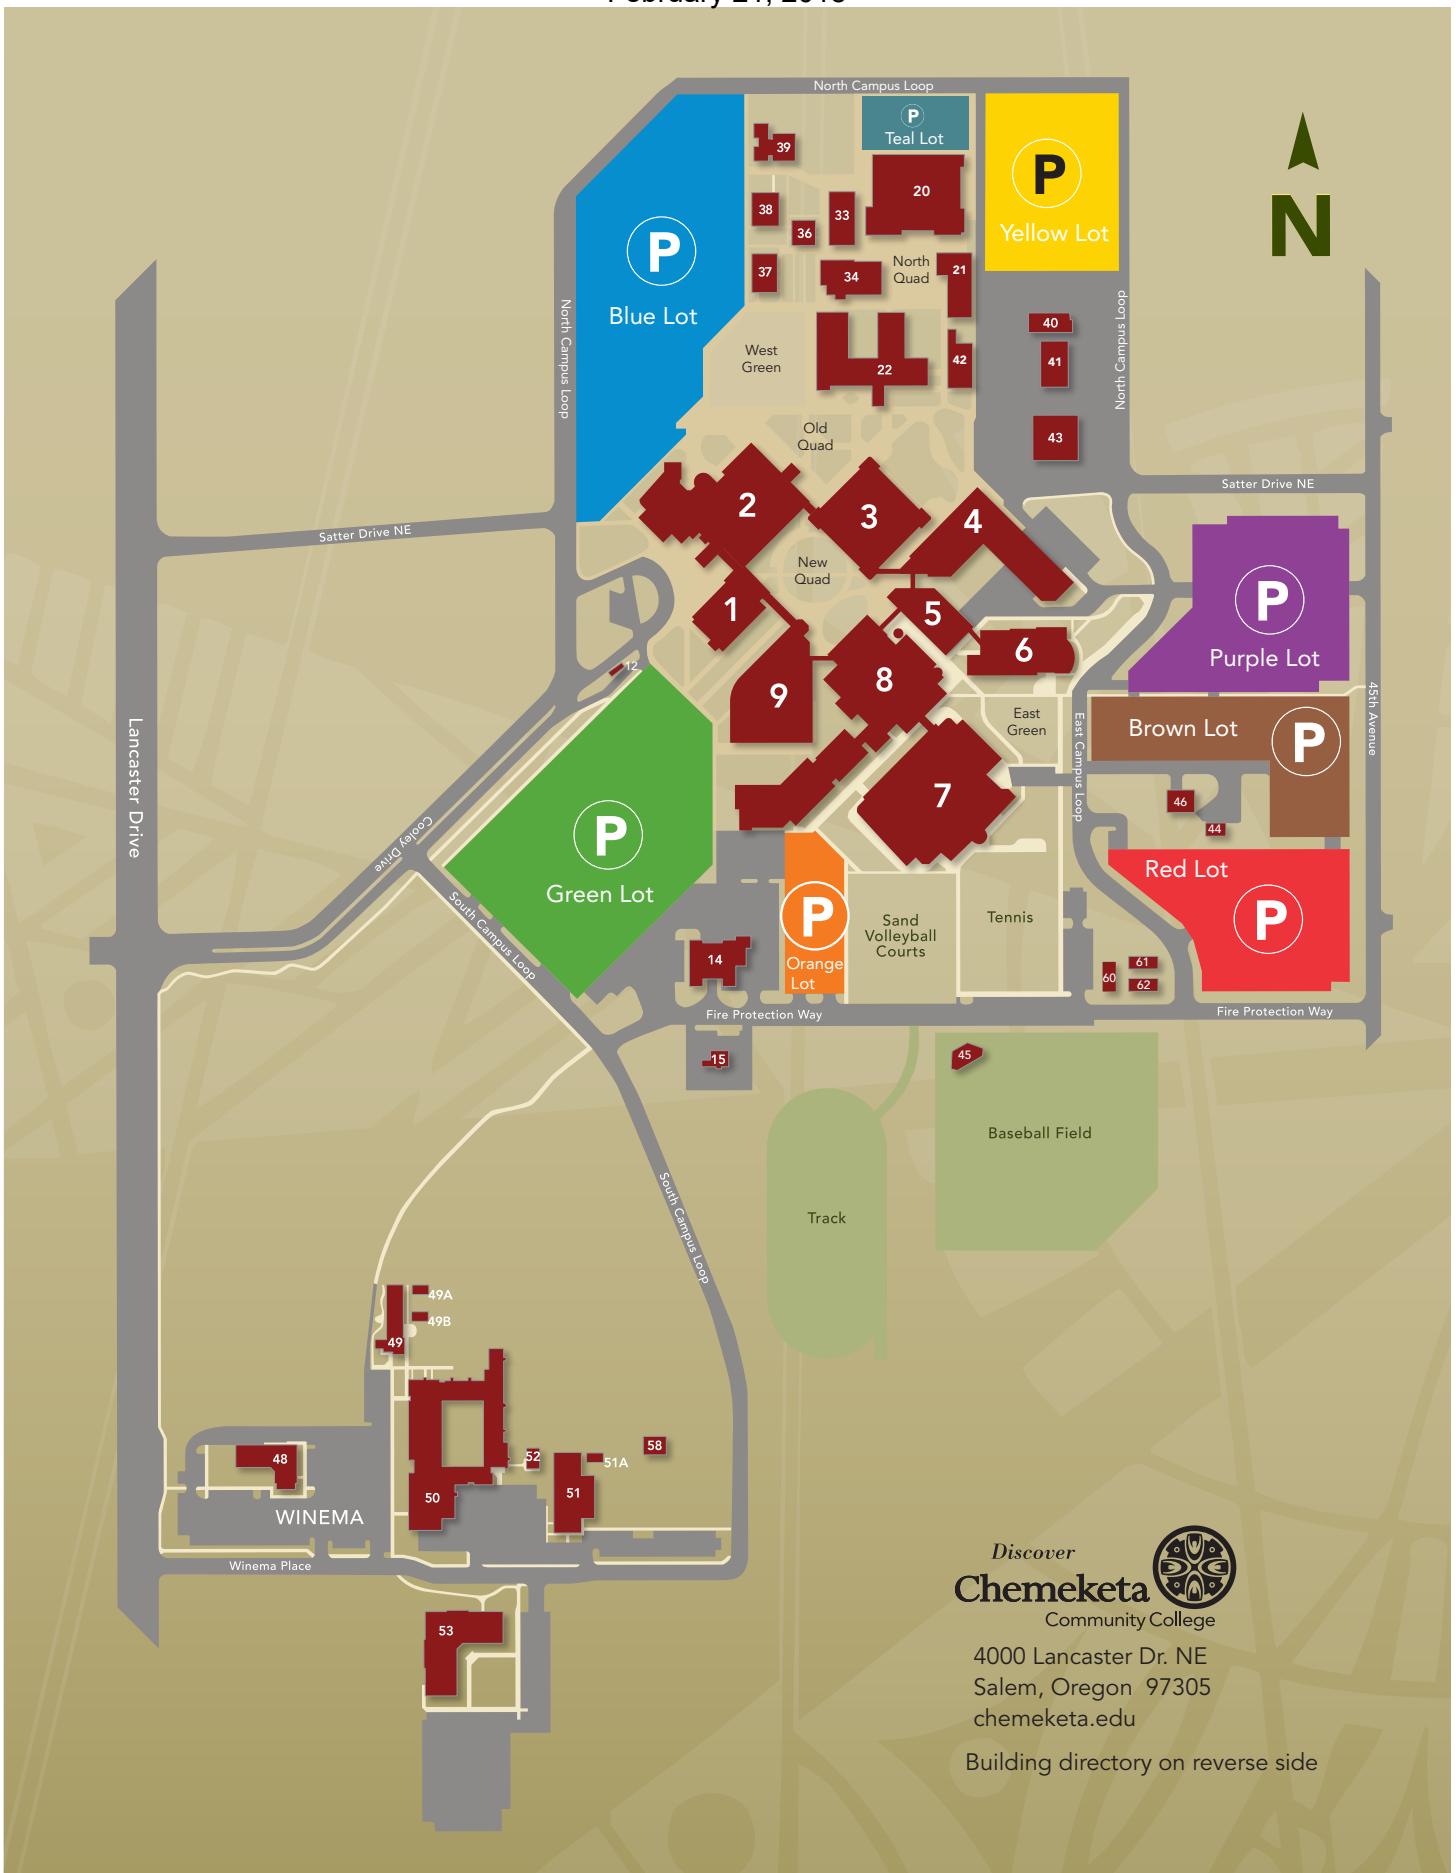 North Campus Loop
P
Teal Lot
39
20
P
Yellow Lot
N
38
33
36
P
Blue Lot
37
34
North
Quad
21
North Campus Loop
North Campus Loop
40
West
Green
22
42
41
Old
Quad
43
Satter Drive NE
2
3
4
Satter Drive NE
New
Quad
1
5
P
Purple Lot
6
12
8
9
East
Green
45th Avenue
Brown Lot
P
East Campus Loop
Lancaster Drive
7
46
44
P
Green Lot
Cooley Drive
Red Lot
P
South Campus Loop
P
Orange
Lot
Sand
Volleyball
Courts
Tennis
14
60
61
62
Fire Protection Way
Fire Protection Way
15
45
Baseball Field
Track
South Campus Loop
49A
49B
49
58
52
51A
48
50
51
WINEMA
Winema Place
53
Discover
Chemeketa
Community College
4000 Lancaster Dr. NE
Salem, Oregon 97305
chemeketa.edu
Building directory on reverse side